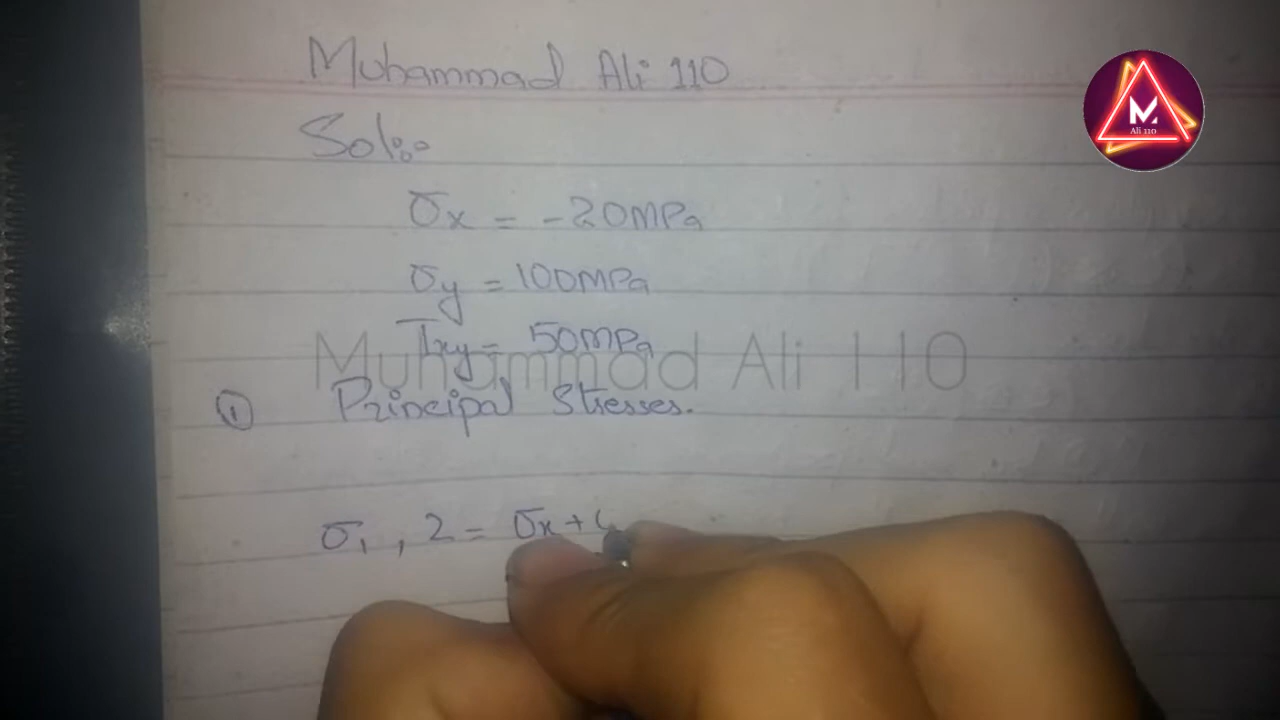 Muhammad Ali 110
M
Ali 110
Sol:-
σx = -20MPa
σy = 100MPa
τxy = 50MPa
Muhammad Ali 110
① Principal Stresses.
σ1, 2 = σx +